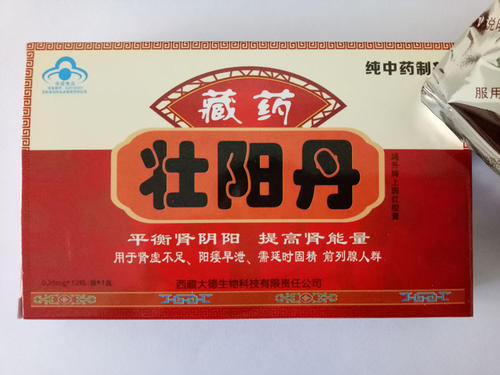 纯中药制
服用
藏药
壮阳丹
平衡肾阴阳 提高肾能量
用于肾虚不足、阳痿早泄、需延时固精 前列腺人群
西藏大德生物科技有限责任公司